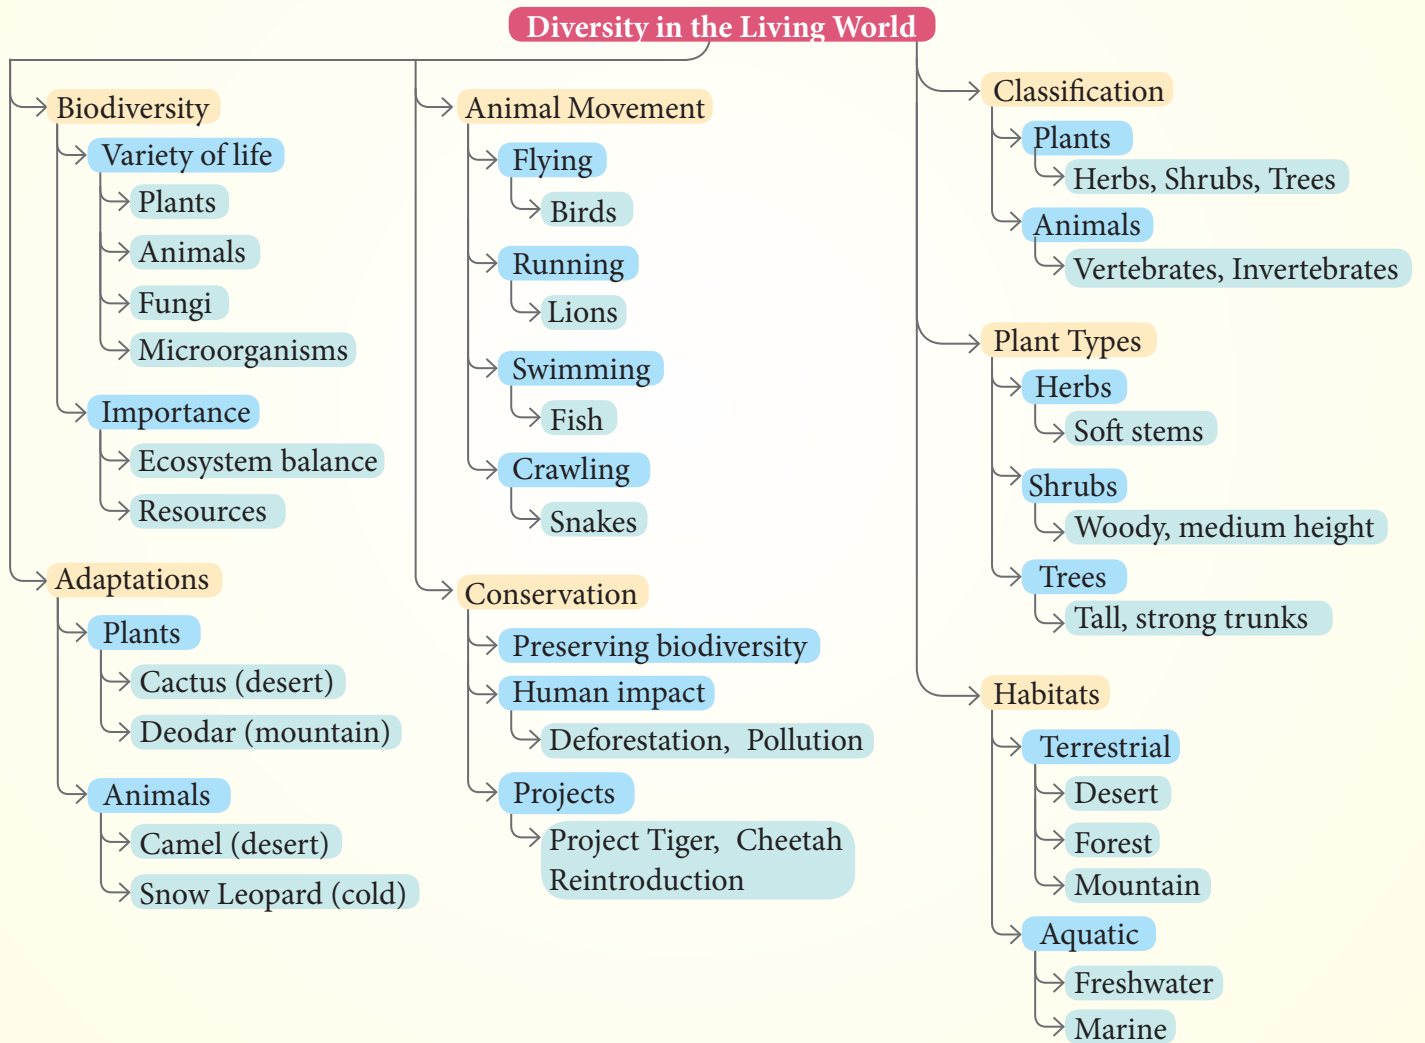 Diversity in the Living World
Biodiversity
Variety of life
Plants
Animals
Fungi
Microorganisms
Importance
Ecosystem balance
Resources
Adaptations
Plants
Cactus (desert)
Deodar (mountain)
Animals
Camel (desert)
Snow Leopard (cold)
Animal Movement
Flying
Birds
Running
Lions
Swimming
Fish
Crawling
Snakes
Conservation
Preserving biodiversity
Human impact
Deforestation, Pollution
Projects
Project Tiger, Cheetah
Reintroduction
Classification
Plants
Herbs, Shrubs, Trees
Animals
Vertebrates, Invertebrates
Plant Types
Herbs
Soft stems
Shrubs
Woody, medium height
Trees
Tall, strong trunks
Habitats
Terrestrial
Desert
Forest
Mountain
Aquatic
Freshwater
Marine